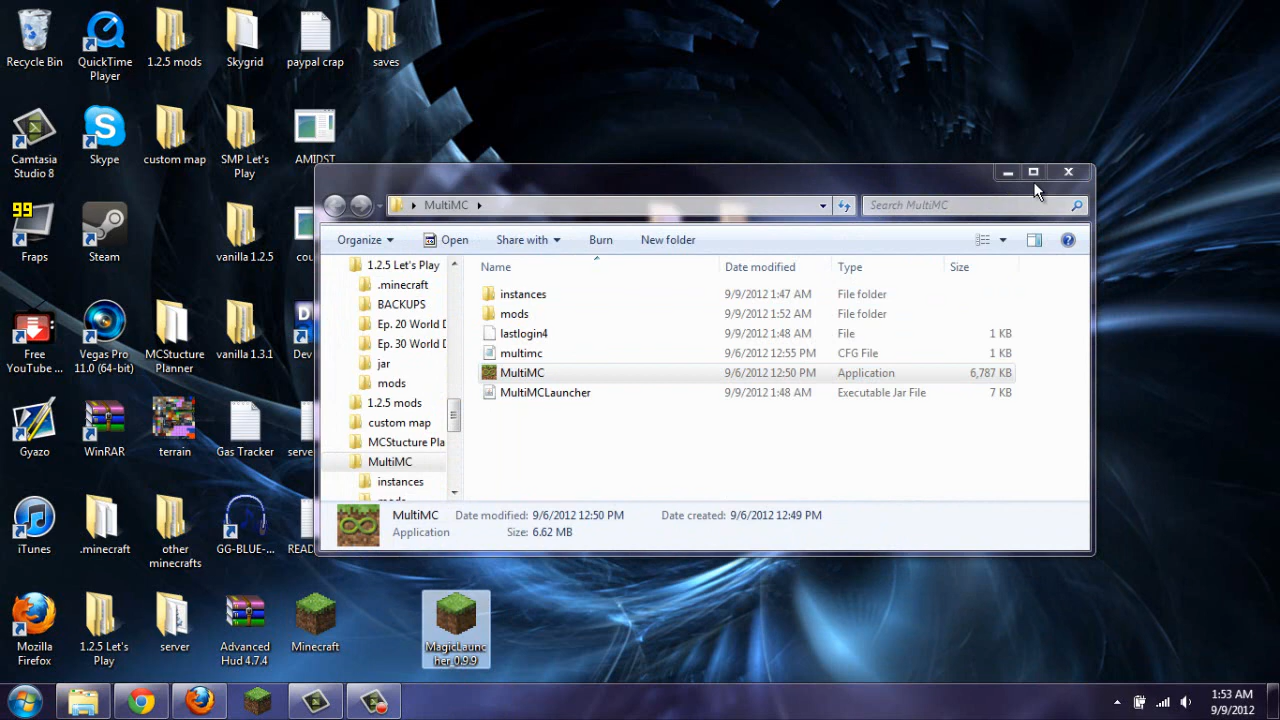 Recycle Bin
QuickTime
Player
1.2.5 mods
Skygrid
paypal crap
saves
Camtasia
Studio 8
Skype
custom map
SMP Let's
Play
AMIDST
99
Fraps
Steam
vanilla 1.2.5
Free
YouTube ...
Vegas Pro
11.0 (64-bit)
MCStucture
Planner
vanilla 1.3.1
Gyazo
WinRAR
terrain
Gas Tracker
iTunes
.minecraft
other
minecrafts
GG-BLUE-...
Mozilla
Firefox
1.2.5 Let's
Play
server
Advanced
Hud 4.7.4
Minecraft
MagicLaunc
her_0.9.9
MultiMC
Search MultiMC
Organize
Open
Share with
Burn
New folder
Name
Date modified
Type
Size
1.2.5 Let's Play
.minecraft
BACKUPS
Ep. 20 World D
Ep. 30 World D
jar
mods
1.2.5 mods
custom map
MCStucture Pla
MultiMC
instances
mods
instances 9/9/2012 1:47 AM File folder
mods 9/9/2012 1:52 AM File folder
lastlogin4 9/9/2012 1:48 AM File 1 KB
multimc 9/6/2012 12:55 PM CFG File 1 KB
MultiMC 9/6/2012 12:50 PM Application 6,787 KB
MultiMCLauncher 9/9/2012 1:48 AM Executable Jar File 7 KB
MultiMC Date modified: 9/6/2012 12:50 PM Date created: 9/6/2012 12:49 PM
Application Size: 6.62 MB
1:53 AM
9/9/2012